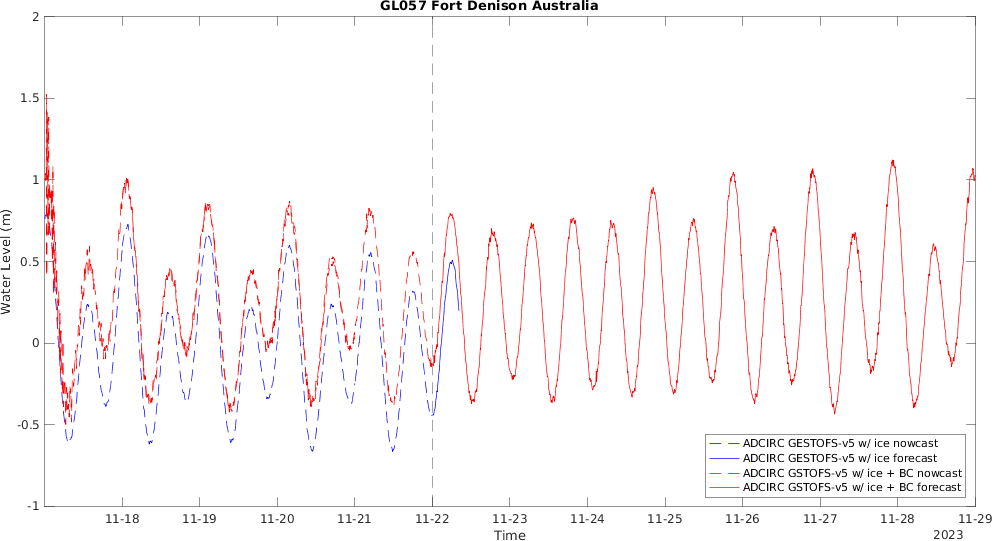 GL057 Fort Denison Australia
2
1.5
1
0.5
0
-0.5
-1
Water Level (m)
11-18 11-19 11-20 11-21 11-22 11-23 11-24 11-25 11-26 11-27 11-28 11-29
Time
2023
ADCIRC GESTOFS-v5 w/ ice nowcast
ADCIRC GESTOFS-v5 w/ ice forecast
ADCIRC GSTOFS-v5 w/ ice + BC nowcast
ADCIRC GSTOFS-v5 w/ ice + BC forecast